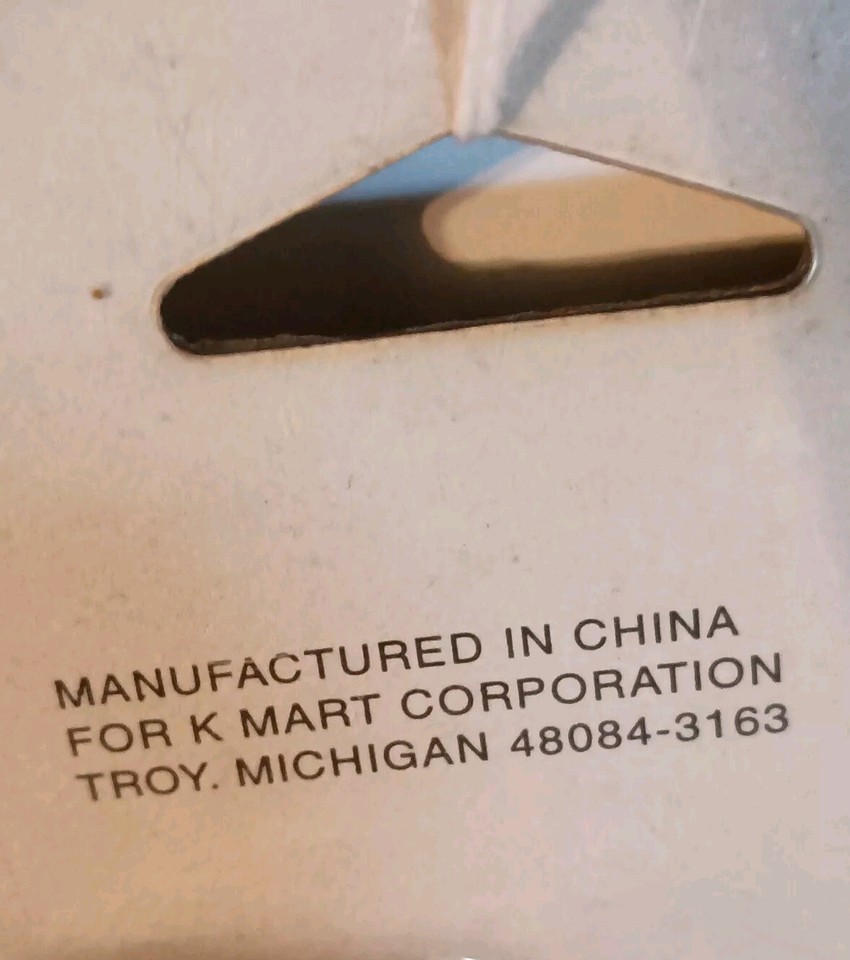 MANUFACTURED IN CHINA
FOR K MART CORPORATION
TROY. MICHIGAN 48084-3163